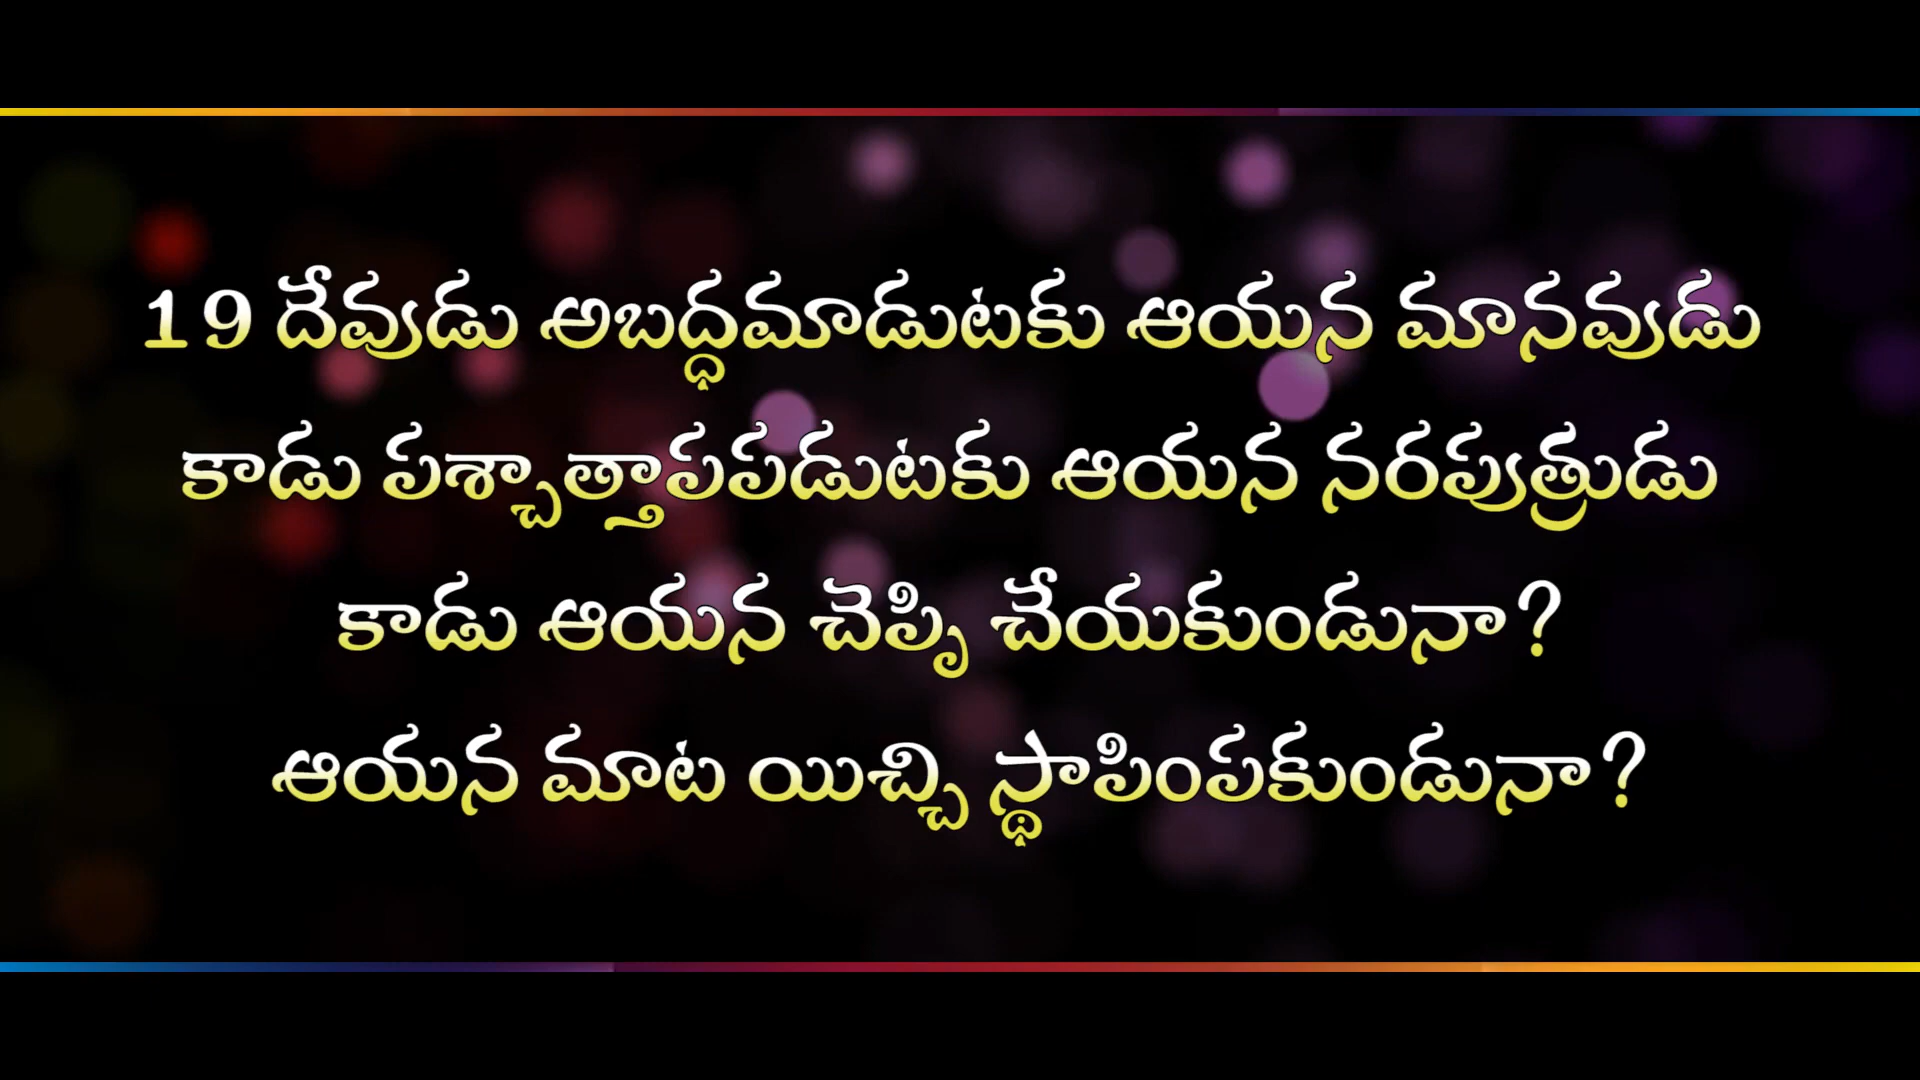 19 దేవుడు అబద్ధమాడుటకు ఆయన మానవుడు
కాడు పశ్చాత్తాపపడుటకు ఆయన నరపుత్రుడు
కాడు ఆయన చెప్పి చేయకుండునా?
ఆయన మాట యిచ్చి స్థాపింపకుండునా?